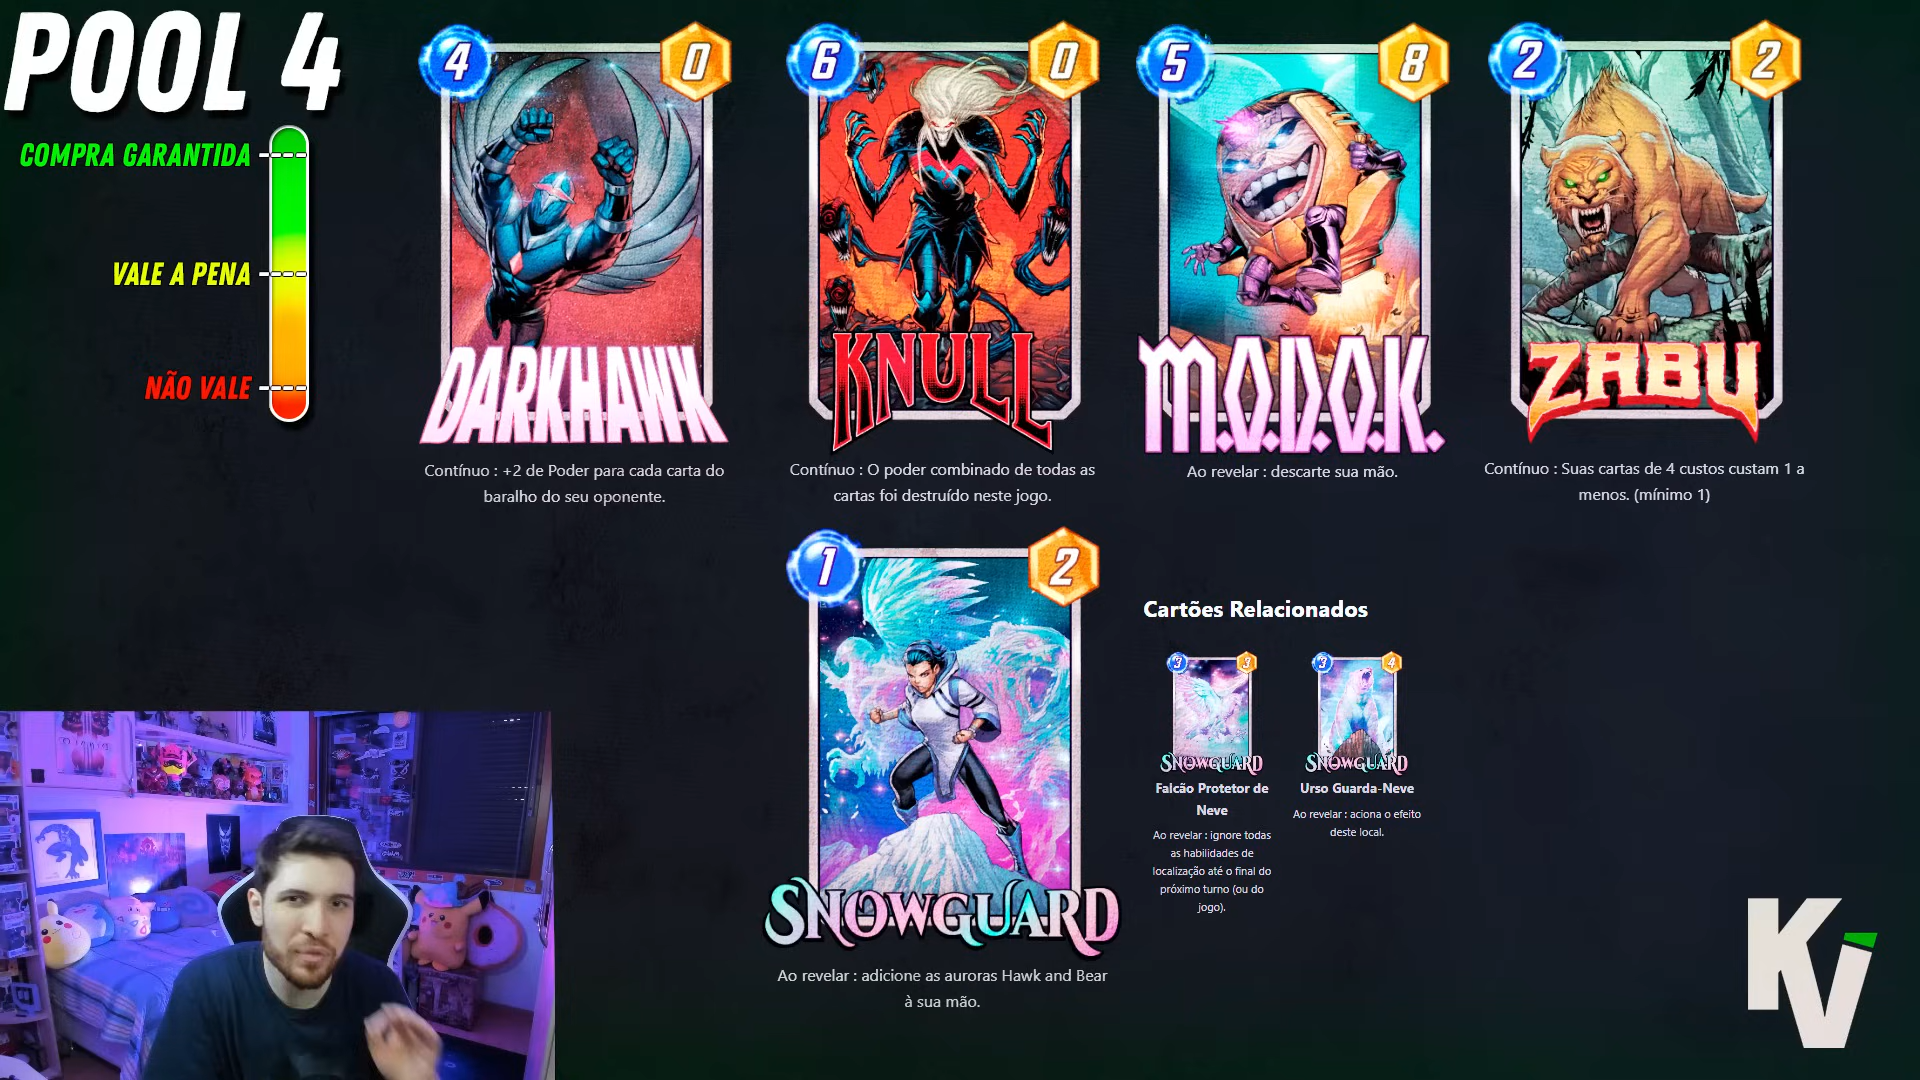 POOL 4
COMPRA GARANTIDA
VALE A PENA
NÃO VALE
4
0
DARKHAWK
Contínuo : +2 de Poder para cada carta do
baralho do seu oponente.
6
0
KNULL
Contínuo : O poder combinado de todas as
cartas foi destruído neste jogo.
5
8
M.O.D.O.K.
Ao revelar : descarte sua mão.
2
2
ZABU
Contínuo : Suas cartas de 4 custos custam 1 a
menos. (mínimo 1)
1
2
SNOWGUARD
Ao revelar : adicione as auroras Hawk and Bear
à sua mão.
Cartões Relacionados
3
3
SNOWGUARD
Falcão Protetor de
Neve
Ao revelar : ignore todas
as habilidades de
localização até o final do
próximo turno (ou do
jogo).
3
4
SNOWGUARD
Urso Guarda-Neve
Ao revelar : aciona o efeito
deste local.
KV